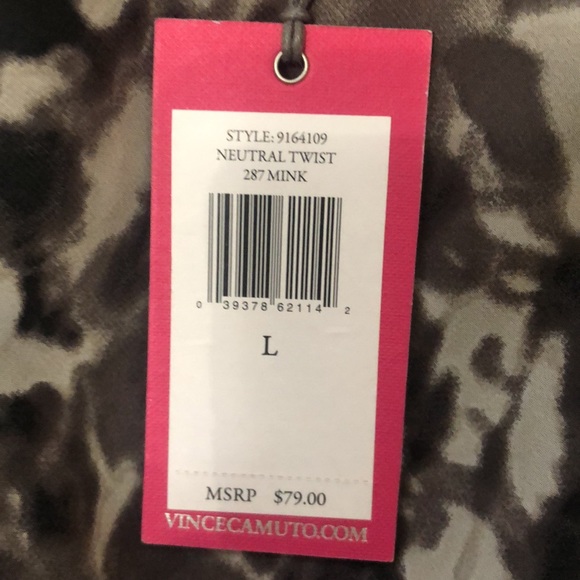 STYLE: 9164109
NEUTRAL TWIST
287 MINK
0 39378 62114 2
L
MSRP $79.00
VINCECAMUTO.COM